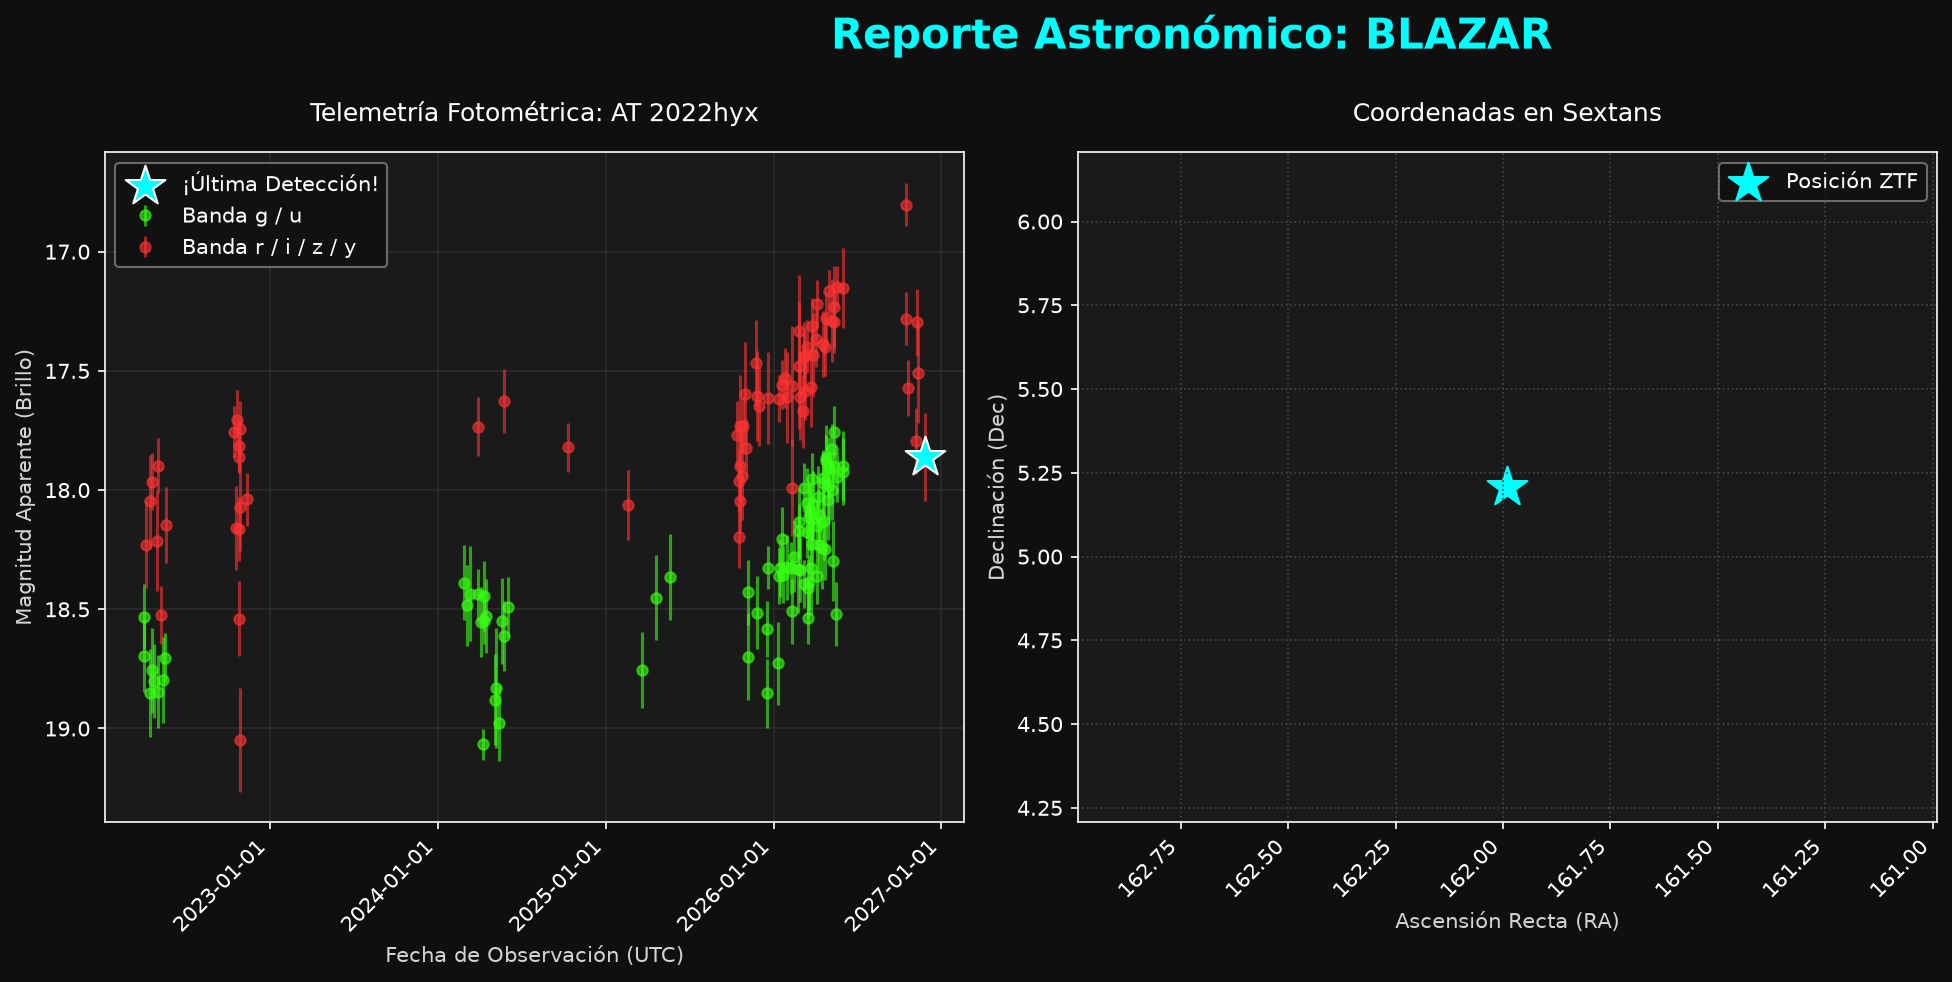 Reporte Astronómico: BLAZAR
Telemetría Fotométrica: AT 2022hyx
¡Última Detección!
Banda g / u
Banda r / i / z / y
Magnitud Aparente (Brillo)
17.0
17.5
18.0
18.5
19.0
2023-01-01
2024-01-01
2025-01-01
2026-01-01
2027-01-01
Fecha de Observación (UTC)
Coordenadas en Sextans
Posición ZTF
Declinación (Dec)
6.00
5.75
5.50
5.25
5.00
4.75
4.50
4.25
162.75
162.50
162.25
162.00
161.75
161.50
161.25
161.00
Ascensión Recta (RA)